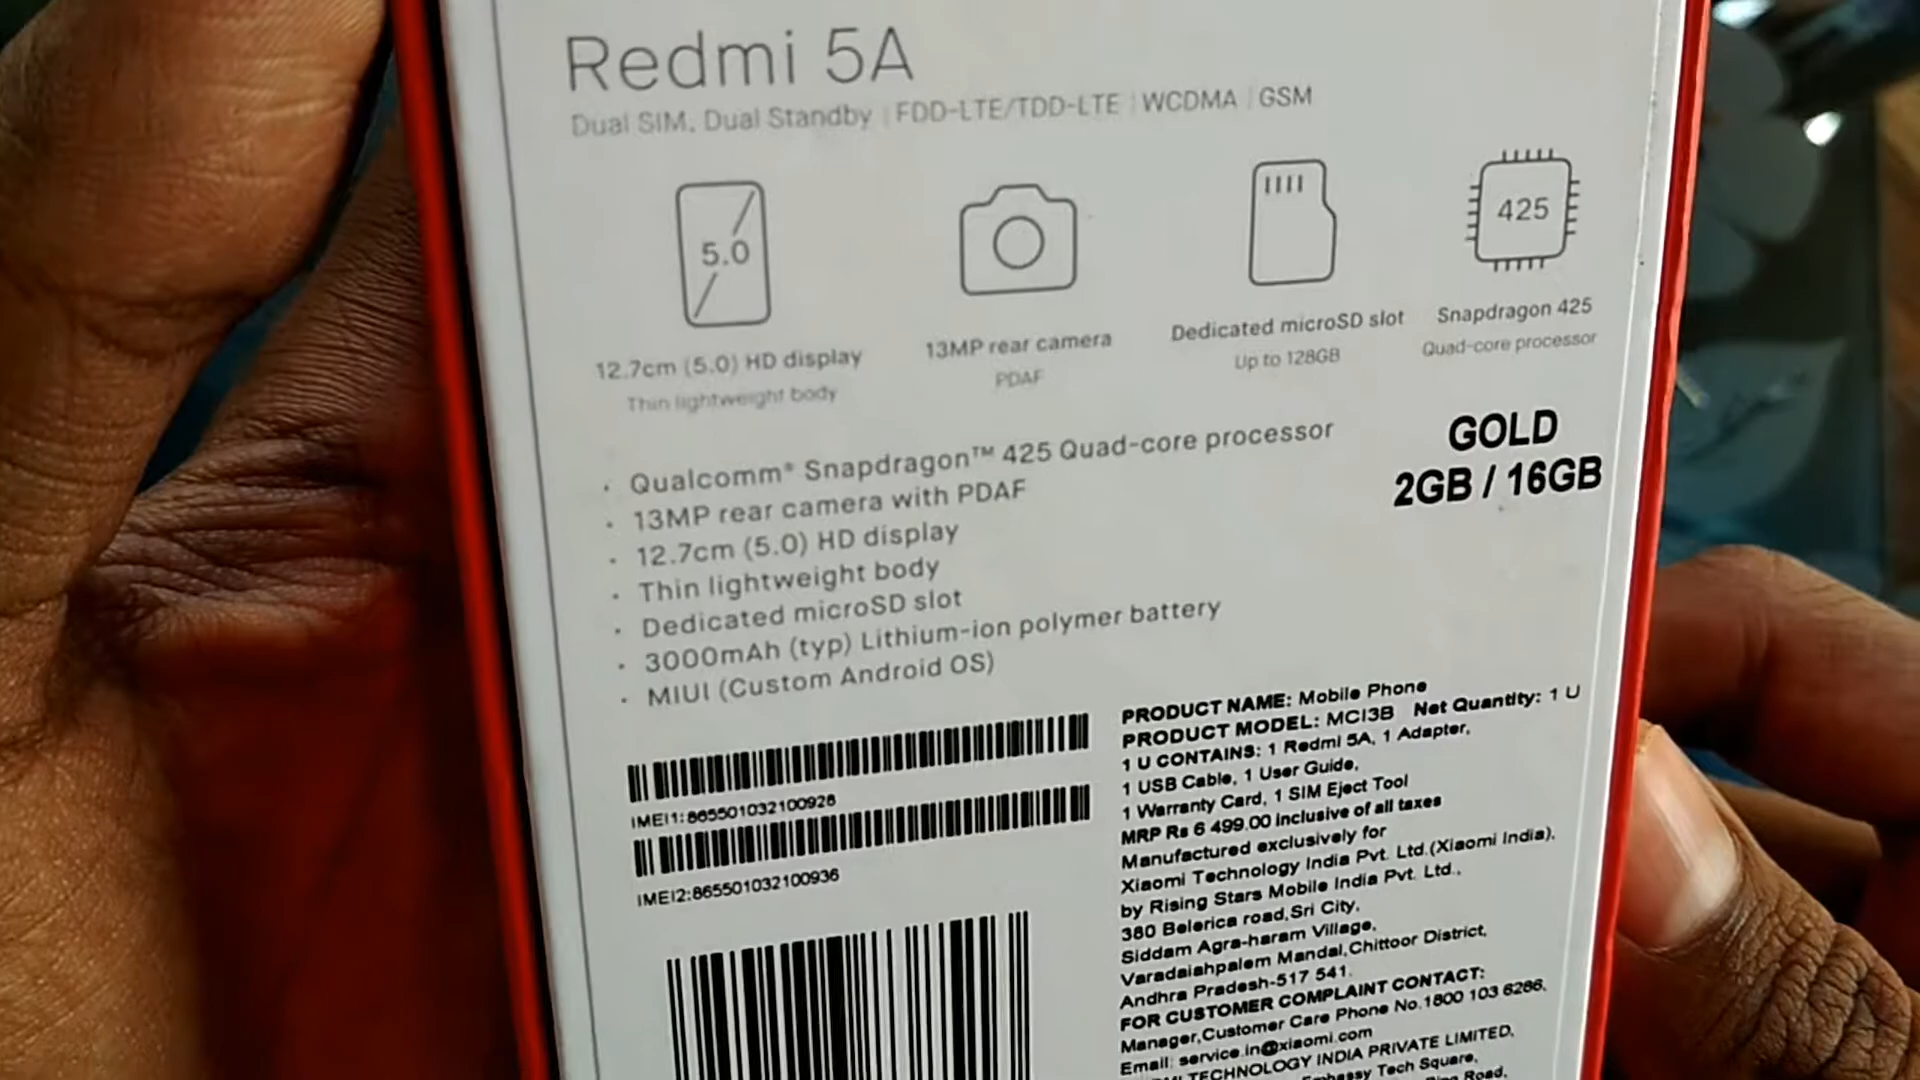 Redmi 5A
Dual SIM, Dual Standby | FDD-LTE/TDD-LTE | WCDMA | GSM
5.0
425
12.7cm (5.0) HD display
Thin lightweight body
13MP rear camera
PDAF
Dedicated microSD slot
Up to 128GB
Snapdragon 425
Quad-core processor
GOLD
2GB / 16GB
· Qualcomm® Snapdragon™ 425 Quad-core processor
· 13MP rear camera with PDAF
· 12.7cm (5.0) HD display
· Thin lightweight body
· Dedicated microSD slot
· 3000mAh (typ) Lithium-ion polymer battery
· MIUI (Custom Android OS)
IMEI1:865501032100928
IMEI2:865501032100936
PRODUCT NAME: Mobile Phone
PRODUCT MODEL: MCI3B Net Quantity: 1 U
1 U CONTAINS: 1 Redmi 5A, 1 Adapter,
1 USB Cable, 1 User Guide,
1 Warranty Card, 1 SIM Eject Tool
MRP Rs 6 499.00 Inclusive of all taxes
Manufactured exclusively for
Xiaomi Technology India Pvt. Ltd.(Xiaomi India),
by Rising Stars Mobile India Pvt. Ltd.,
380 Belerica road,Sri City,
Siddam Agra-haram Village,
Varadaiahpalem Mandal,Chittoor District,
Andhra Pradesh-517 541.
FOR CUSTOMER COMPLAINT CONTACT:
Manager,Customer Care Phone No.1800 103 6286,
Email: service.in@xiaomi.com
TECHNOLOGY INDIA PRIVATE LIMITED,
Tech Square,
Road,